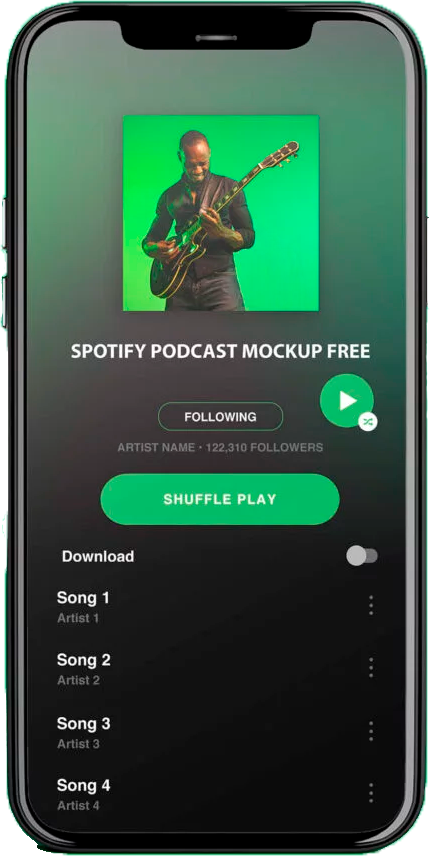 SPOTIFY PODCAST MOCKUP FREE
FOLLOWING
ARTIST NAME • 122,310 FOLLOWERS
SHUFFLE PLAY
Download
Song 1
Artist 1
Song 2
Artist 2
Song 3
Artist 3
Song 4
Artist 4